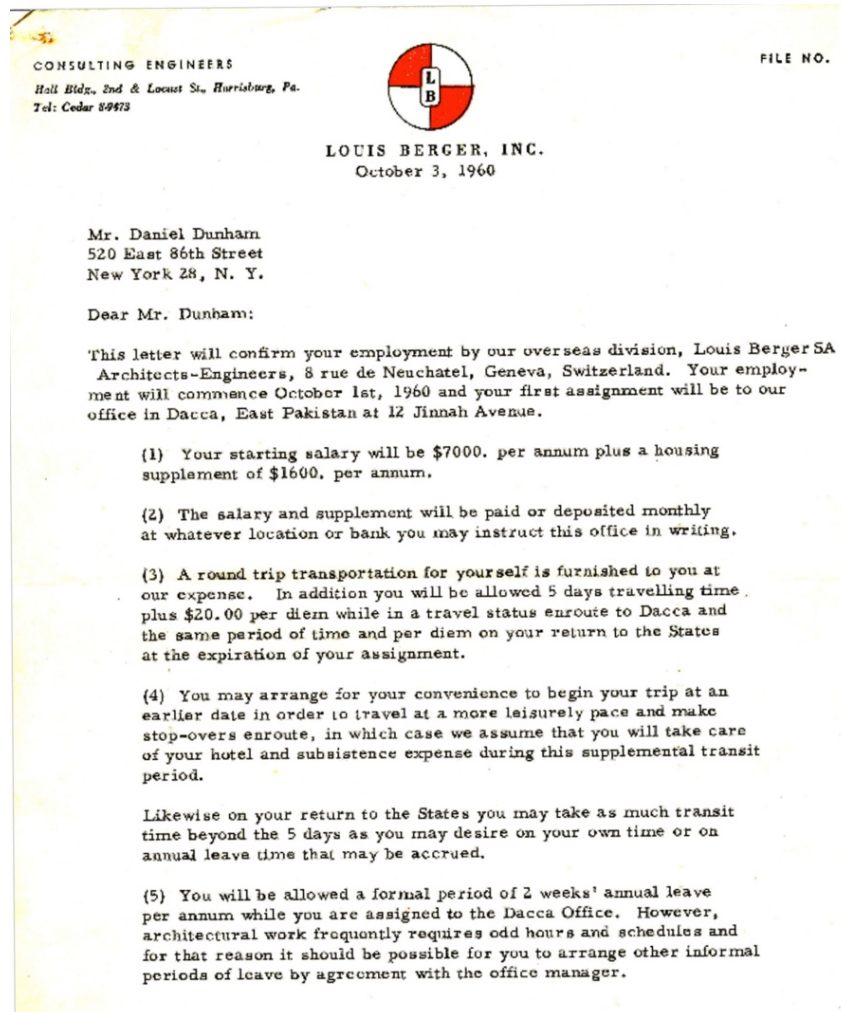 CONSULTING ENGINEERS
Hall Bldg., 2nd & Locust St., Harrisburg, Pa.
Tel: Cedar 8-9473
FILE NO.
L
B
LOUIS BERGER, INC.
October 3, 1960
Mr. Daniel Dunham
520 East 86th Street
New York 28, N. Y.
Dear Mr. Dunham:
This letter will confirm your employment by our overseas division, Louis Berger SA
Architects-Engineers, 8 rue de Neuchatel, Geneva, Switzerland. Your employ-
ment will commence October 1st, 1960 and your first assignment will be to our
office in Dacca, East Pakistan at 12 Jinnah Avenue.
(1) Your starting salary will be $7000. per annum plus a housing
supplement of $1600. per annum.
(2) The salary and supplement will be paid or deposited monthly
at whatever location or bank you may instruct this office in writing.
(3) A round trip transportation for yourself is furnished to you at
our expense. In addition you will be allowed 5 days travelling time
plus $20.00 per diem while in a travel status enroute to Dacca and
the same period of time and per diem on your return to the States
at the expiration of your assignment.
(4) You may arrange for your convenience to begin your trip at an
earlier date in order to travel at a more leisurely pace and make
stop-overs enroute, in which case we assume that you will take care
of your hotel and subsistence expense during this supplemental transit
period.
Likewise on your return to the States you may take as much transit
time beyond the 5 days as you may desire on your own time or on
annual leave time that may be accrued.
(5) You will be allowed a formal period of 2 weeks' annual leave
per annum while you are assigned to the Dacca Office. However,
architectural work frequently requires odd hours and schedules and
for that reason it should be possible for you to arrange other informal
periods of leave by agreement with the office manager.